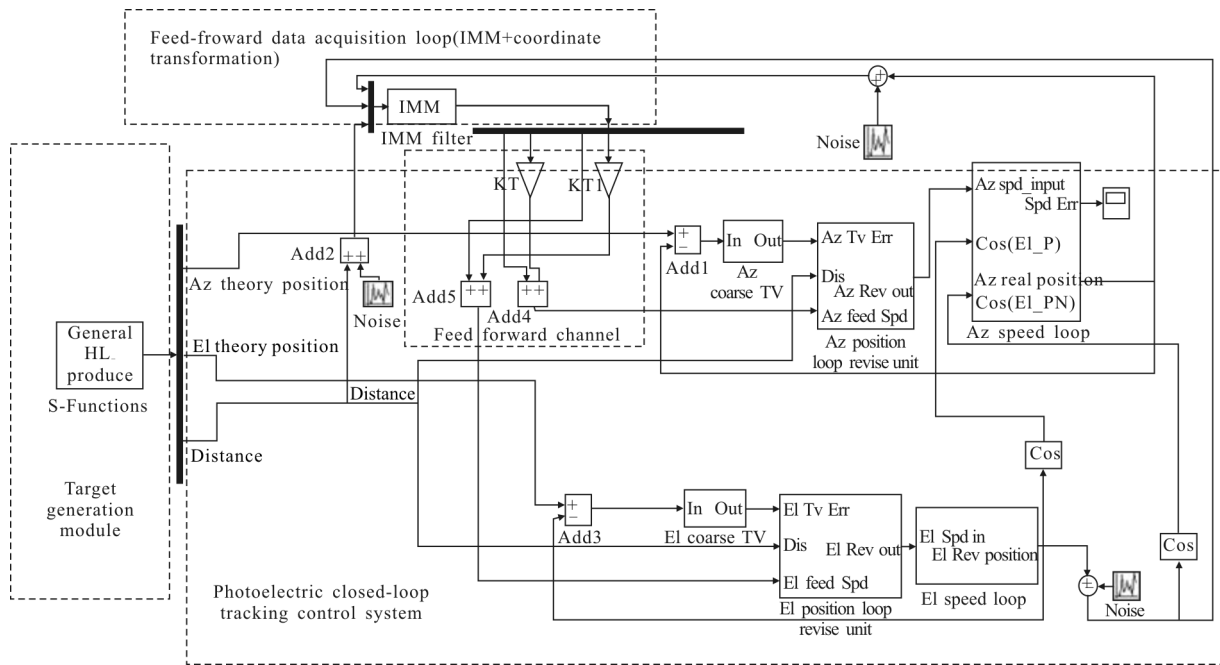 Feed-froward data acquisition loop(IMM+coordinate
transformation)
IMM
IMM filter
Noise
KT
KT1
Az spd_input
Spd Err
Cos(El_P)
Az real position
Cos(El_PN)
Az speed loop
Add2
++
Az theory position
Noise
+
−
Add1
In Out
Az
coarse TV
Az Tv Err
Dis
Az Rev out
Az feed Spd
Az position
loop revise unit
Add5
++
++
Add4
Feed forward channel
General
HL
produce
S-Functions
El theory position
Distance
Distance
Target
generation
module
Cos
Cos
+
−
Add3
In Out
El coarse TV
El Tv Err
Dis
El Rev out
El feed Spd
El position loop
revise unit
El Spd in
El Rev position
El speed loop
Noise
Photoelectric closed-loop
tracking control system